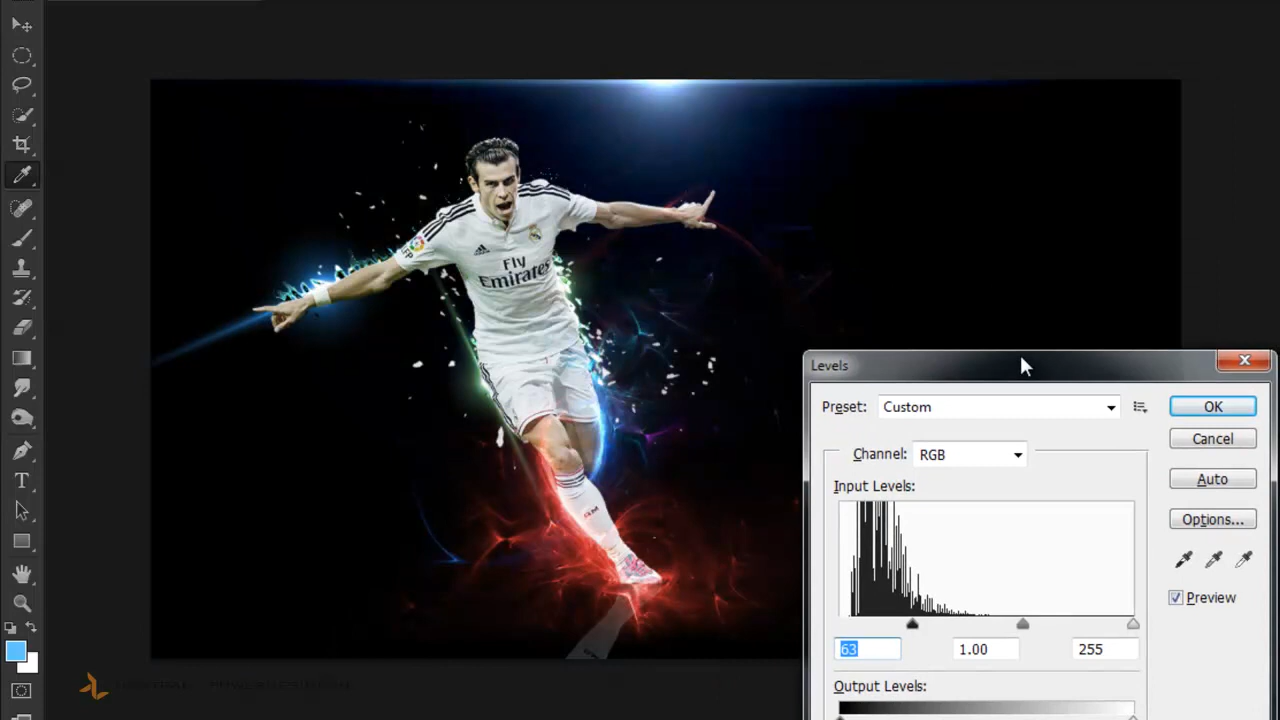 Fly
Emirates
Levels
Preset: Custom
OK
Channel: RGB
Cancel
Input Levels:
Auto
Options...
Preview
63
1.00
255
Output Levels:
T